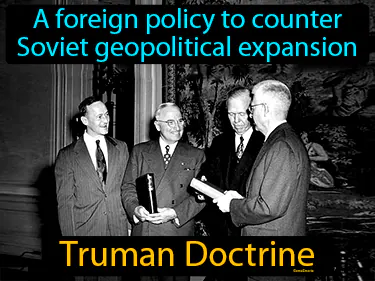 A foreign policy to counter
Soviet geopolitical expansion
Truman Doctrine